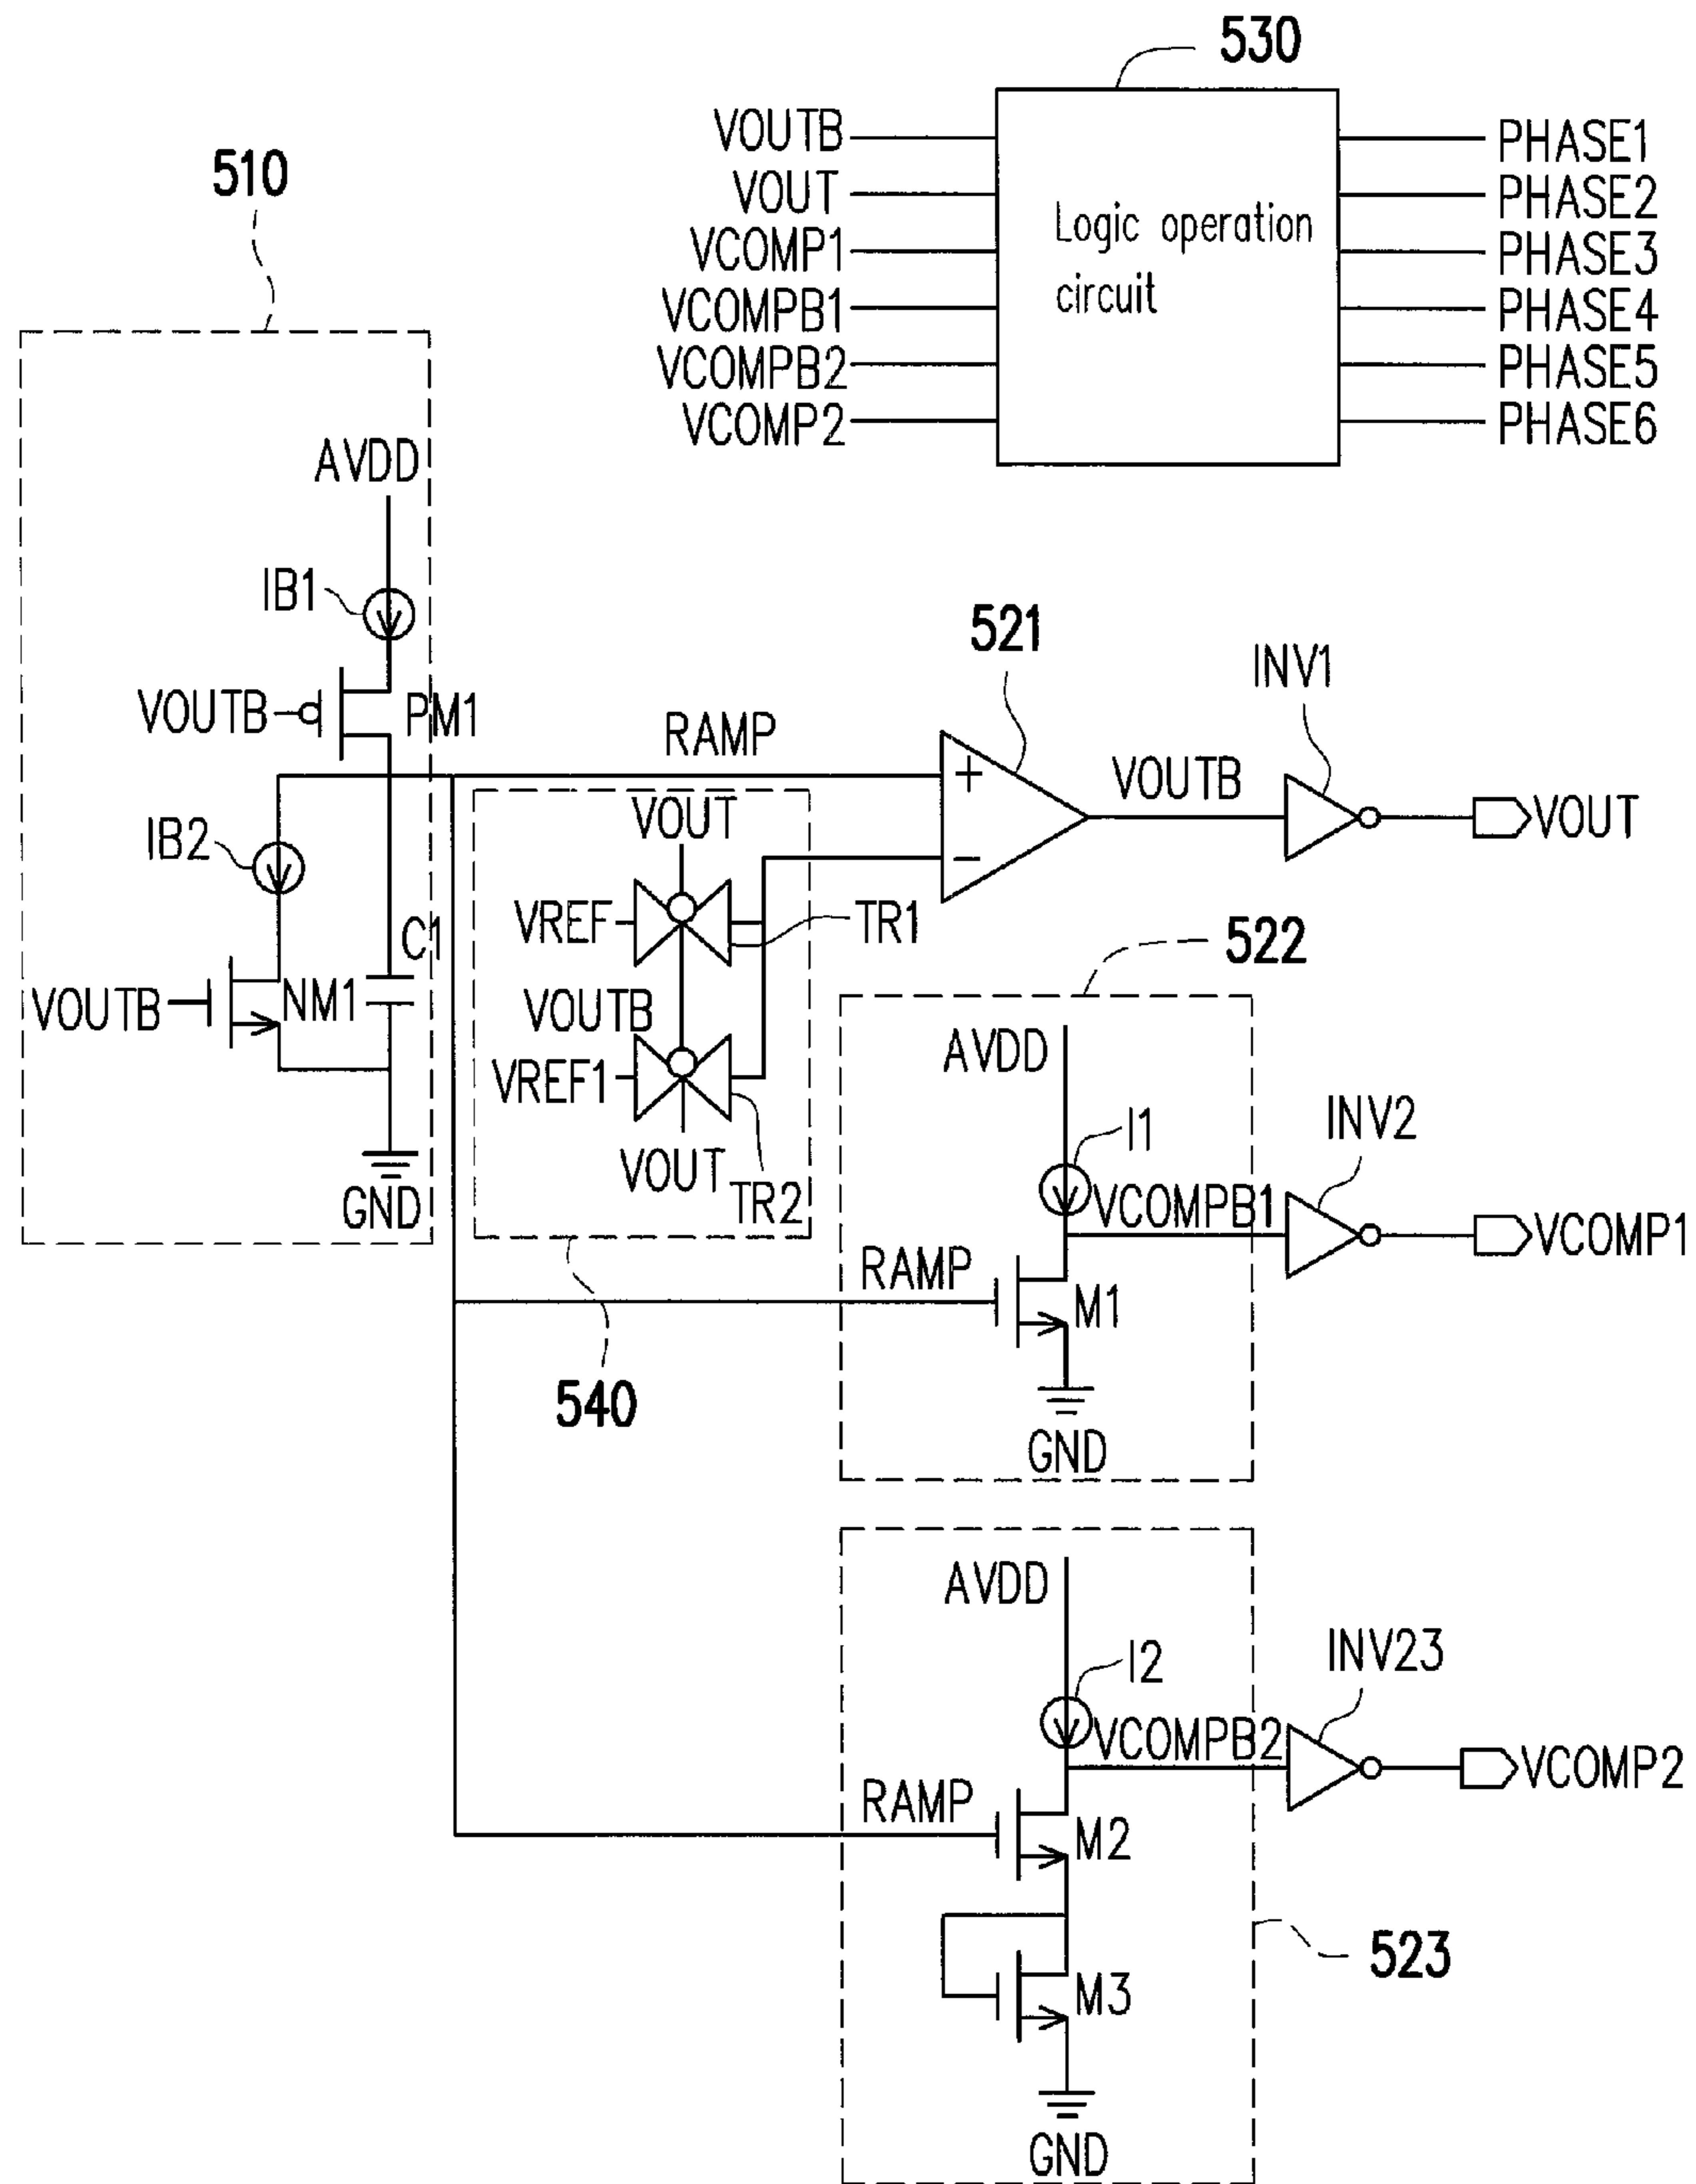 530
VOUTB
VOUT
VCOMP1
VCOMPB1
VCOMPB2
VCOMP2
Logic operation
circuit
PHASE1
PHASE2
PHASE3
PHASE4
PHASE5
PHASE6
510
AVDD
IB1
VOUTB
PM1
IB2
C1
VOUTB
NM1
GND
RAMP
521
+
−
VOUTB
INV1
VOUT
VOUT
VREF
TR1
VOUTB
VREF1
VOUT
TR2
540
522
AVDD
I1
VCOMPB1
INV2
VCOMP1
RAMP
M1
GND
AVDD
I2
VCOMPB2
INV23
VCOMP2
RAMP
M2
M3
523
GND